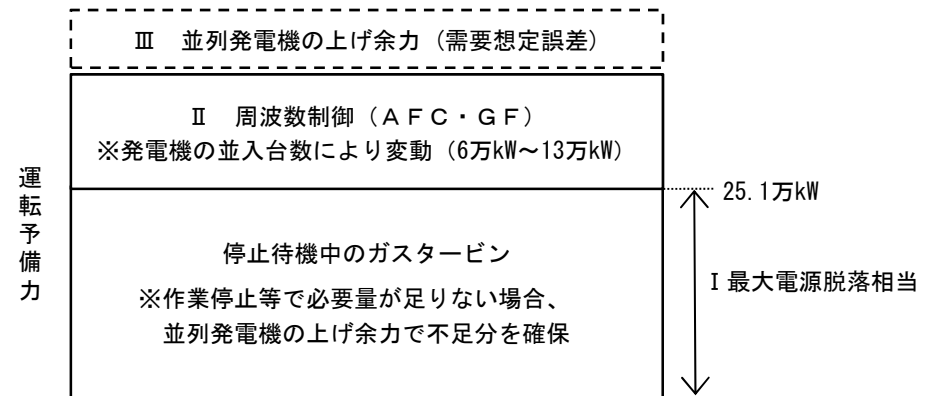 Ⅲ 並列発電機の上げ余力（需要想定誤差）
Ⅱ 周波数制御（ＡＦＣ・ＧＦ）
※発電機の並入台数により変動（6万kW～13万kW）
運転予備力
25.1万kW
停止待機中のガスタービン
Ⅰ最大電源脱落相当
※作業停止等で必要量が足りない場合、
並列発電機の上げ余力で不足分を確保